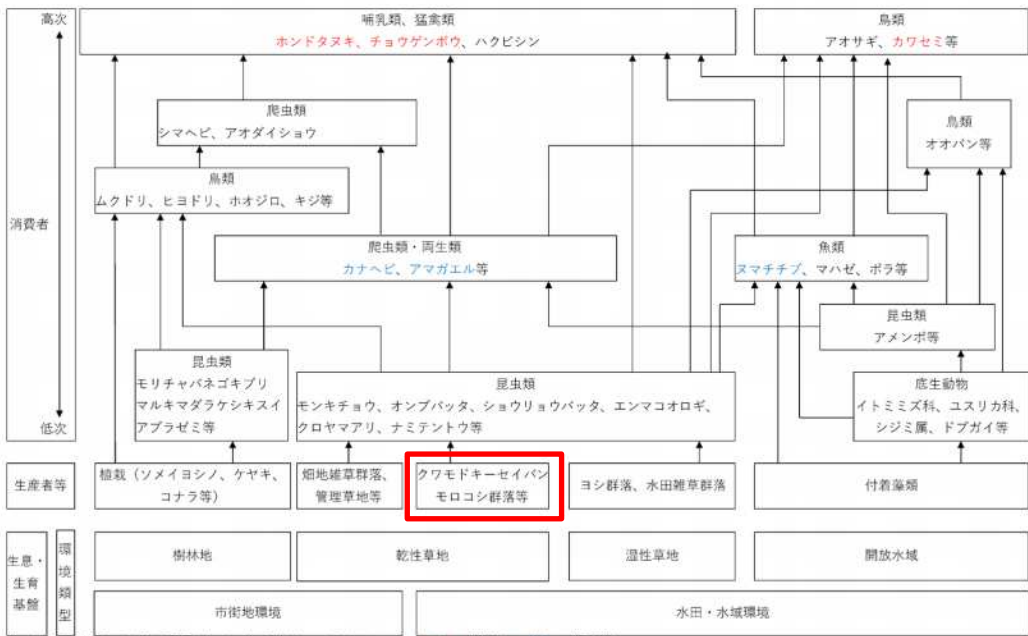 高次
消費者
低次
哺乳類、猛禽類
ホンドタヌキ、チョウゲンボウ、ハクビシン
鳥類
アオサギ、カワセミ等
爬虫類
シマヘビ、アオダイショウ
鳥類
オオバン等
鳥類
ムクドリ、ヒヨドリ、ホオジロ、キジ等
爬虫類・両生類
カナヘビ、アマガエル等
魚類
ヌマチチブ、マハゼ、ボラ等
昆虫類
アメンボ等
昆虫類
モリチャバネゴキブリ
マルキマダラケシキスイ
アブラゼミ等
昆虫類
モンキチョウ、オンブバッタ、ショウリョウバッタ、エンマコオロギ、
クロヤマアリ、ナミテントウ等
底生動物
イトミミズ科、ユスリカ科、
シジミ属、ドブガイ等
生産者等
植栽（ソメイヨシノ、ケヤキ、
コナラ等）
畑地雑草群落、
管理草地等
クワモドキーセイバン
モロコシ群落等
ヨシ群落、水田雑草群落
付着藻類
生息・
生育
基盤
環境類型
樹林地
乾性草地
湿性草地
開放水域
市街地環境
水田・水域環境